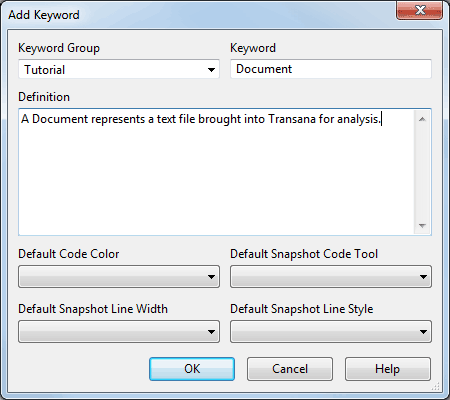 Add Keyword
Keyword Group Keyword
Tutorial Document
Definition
A Document represents a text file brought into Transana for analysis.
Default Code Color Default Snapshot Code Tool
Default Snapshot Line Width Default Snapshot Line Style
OK Cancel Help